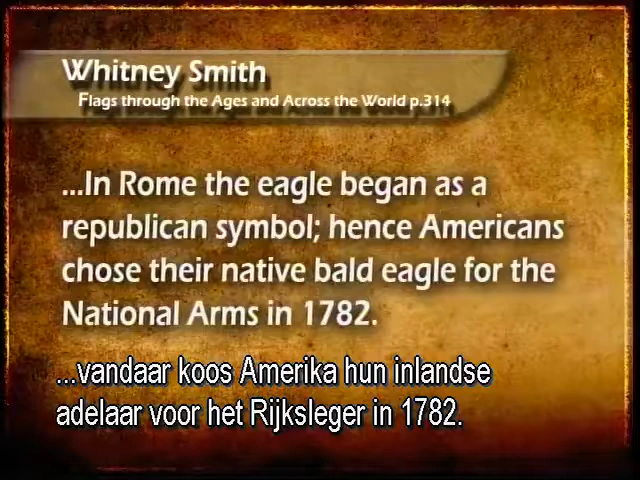 Whitney Smith
Flags through the Ages and Across the World p.314
...In Rome the eagle began as a
republican symbol; hence Americans
chose their native bald eagle for the
National Arms in 1782.
...vandaar koos Amerika hun inlandse
adelaar voor het Rijksleger in 1782.